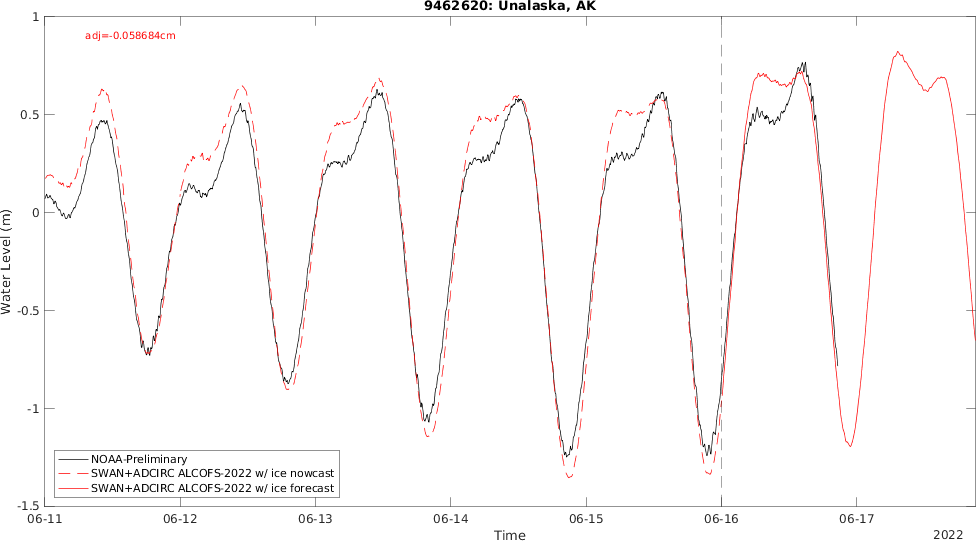 9462620: Unalaska, AK
adj=-0.058684cm
1
0.5
0
-0.5
-1
-1.5
Water Level (m)
NOAA-Preliminary
SWAN+ADCIRC ALCOFS-2022 w/ ice nowcast
SWAN+ADCIRC ALCOFS-2022 w/ ice forecast
06-11 06-12 06-13 06-14 06-15 06-16 06-17
Time
2022